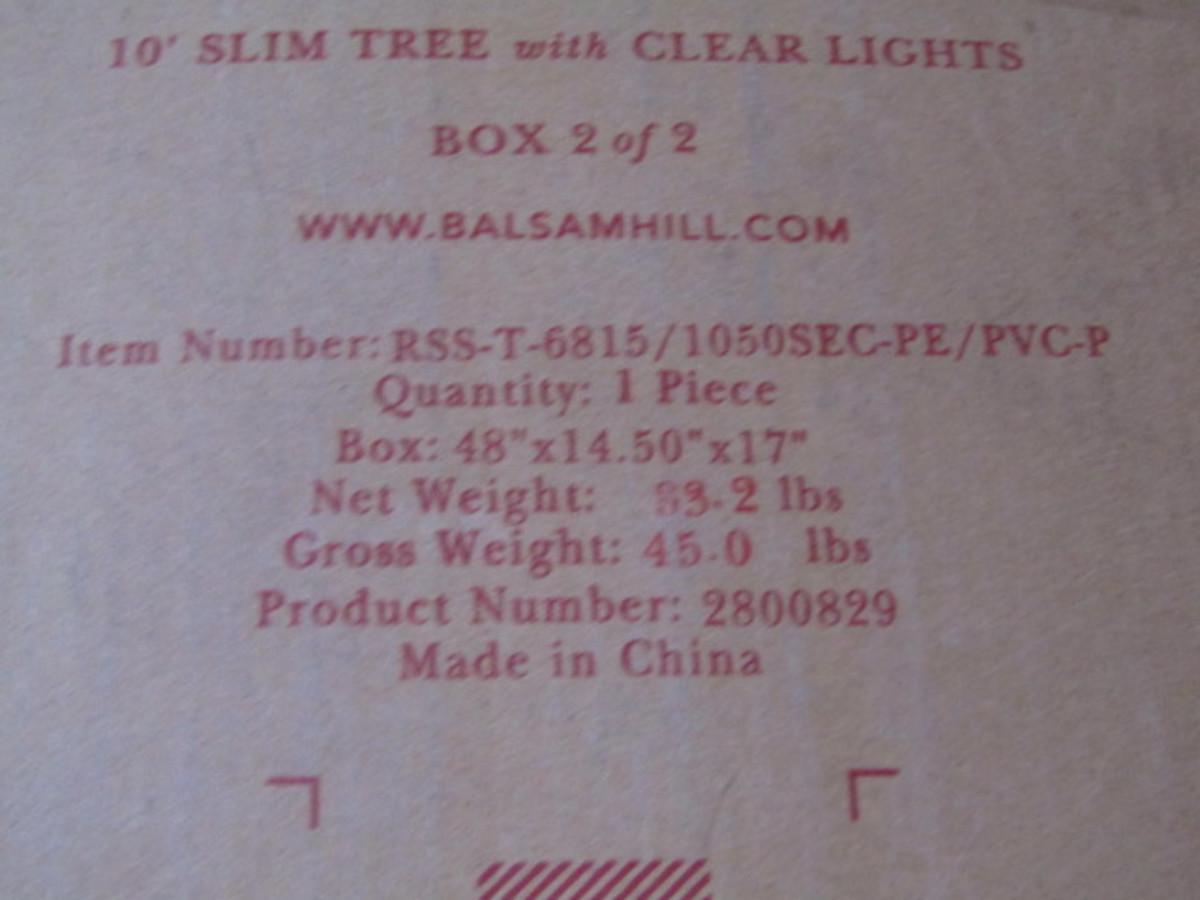 10' SLIM TREE with CLEAR LIGHTS
BOX 2 of 2
WWW.BALSAMHILL.COM
Item Number: RSS-T-6815/1050SEC-PE/PVC-P
Quantity: 1 Piece
Box: 48"x14.50"x17"
Net Weight: lbs
Gross Weight: 45.0 lbs
Product Number: 2800829
Made in China